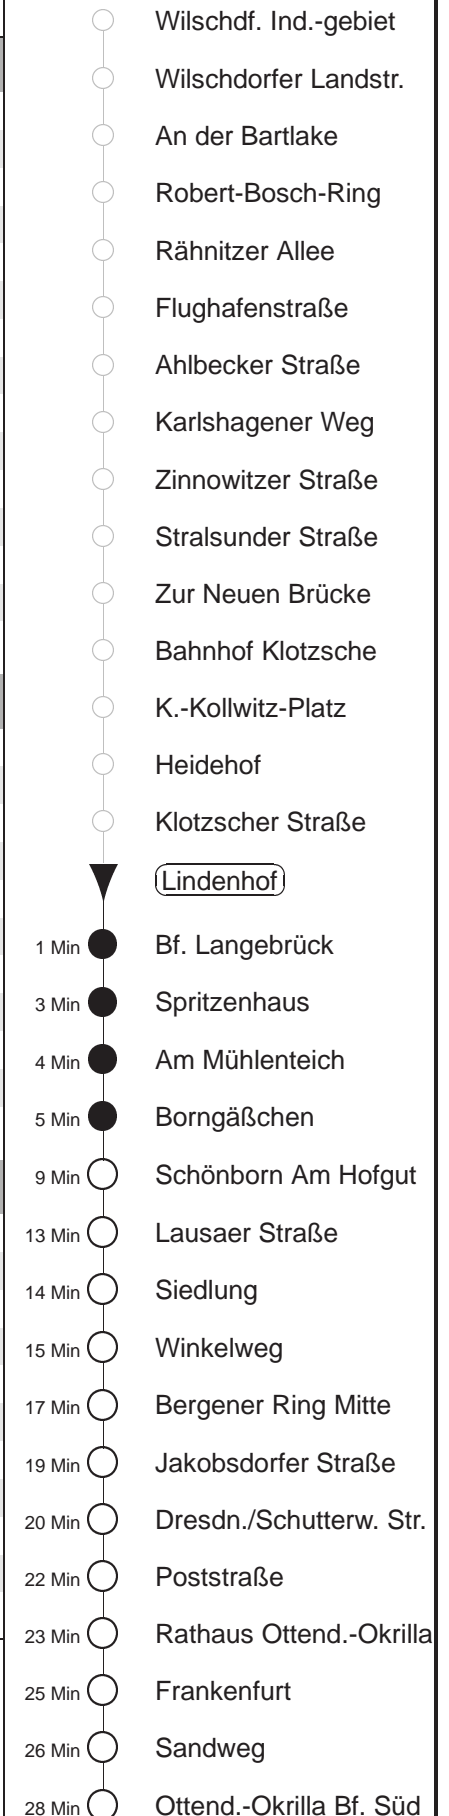 Wilschdf. Ind.-gebiet
Wilschdorfer Landstr.
An der Bartlake
Robert-Bosch-Ring
Rähnitzer Allee
Flughafenstraße
Ahlbecker Straße
Karlshagener Weg
Zinnowitzer Straße
Stralsunder Straße
Zur Neuen Brücke
Bahnhof Klotzsche
K.-Kollwitz-Platz
Heidehof
Klotzscher Straße
Lindenhof
1 Min Bf. Langebrück
3 Min Spritzenhaus
4 Min Am Mühlenteich
5 Min Borngäßchen
9 Min Schönborn Am Hofgut
13 Min Lausaer Straße
14 Min Siedlung
15 Min Winkelweg
17 Min Bergener Ring Mitte
19 Min Jakobsdorfer Straße
20 Min Dresdn./Schutterw. Str.
22 Min Poststraße
23 Min Rathaus Ottend.-Okrilla
25 Min Frankenfurt
26 Min Sandweg
28 Min Ottend.-Okrilla Bf. Süd